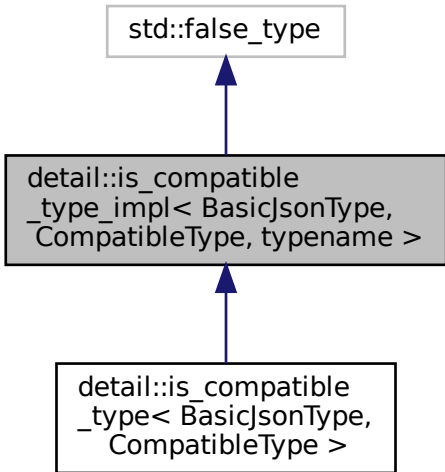 std::false_type
detail::is_compatible
_type_impl< BasicJsonType,
CompatibleType, typename >
detail::is_compatible
_type< BasicJsonType,
CompatibleType >